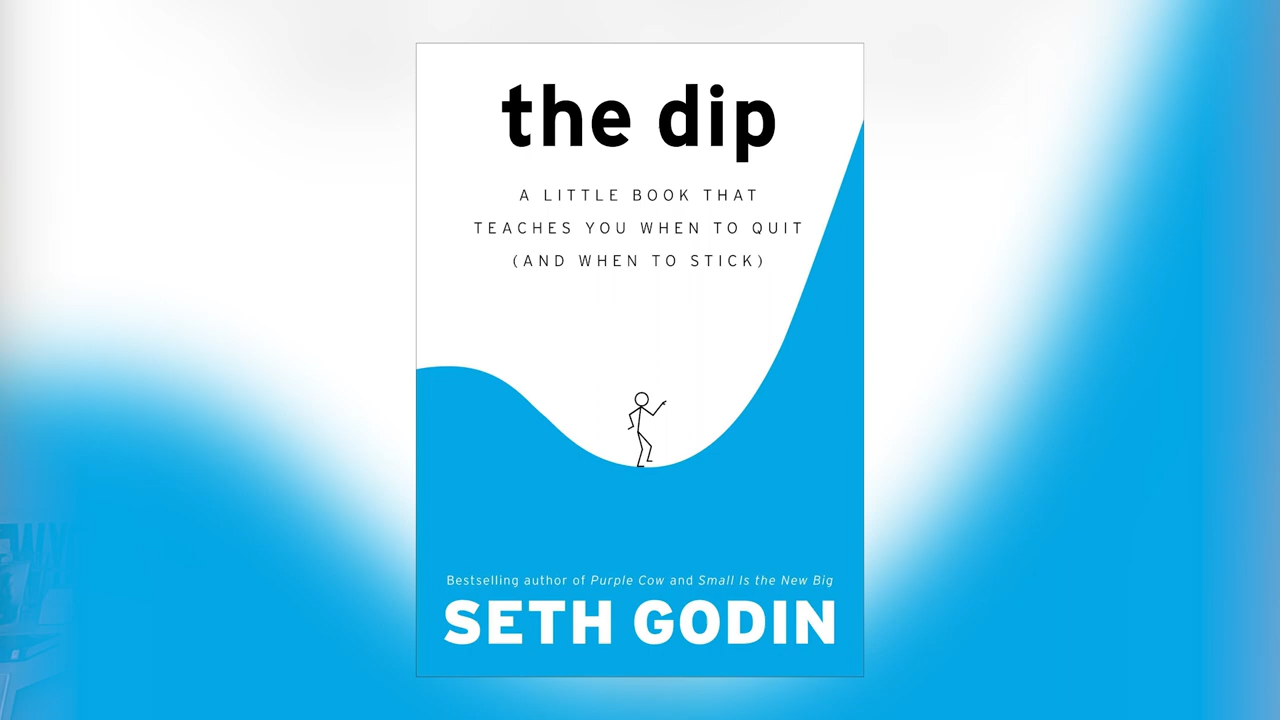 the dip
A LITTLE BOOK THAT
TEACHES YOU WHEN TO QUIT
(AND WHEN TO STICK)
Bestselling author of Purple Cow and Small Is the New Big
SETH GODIN